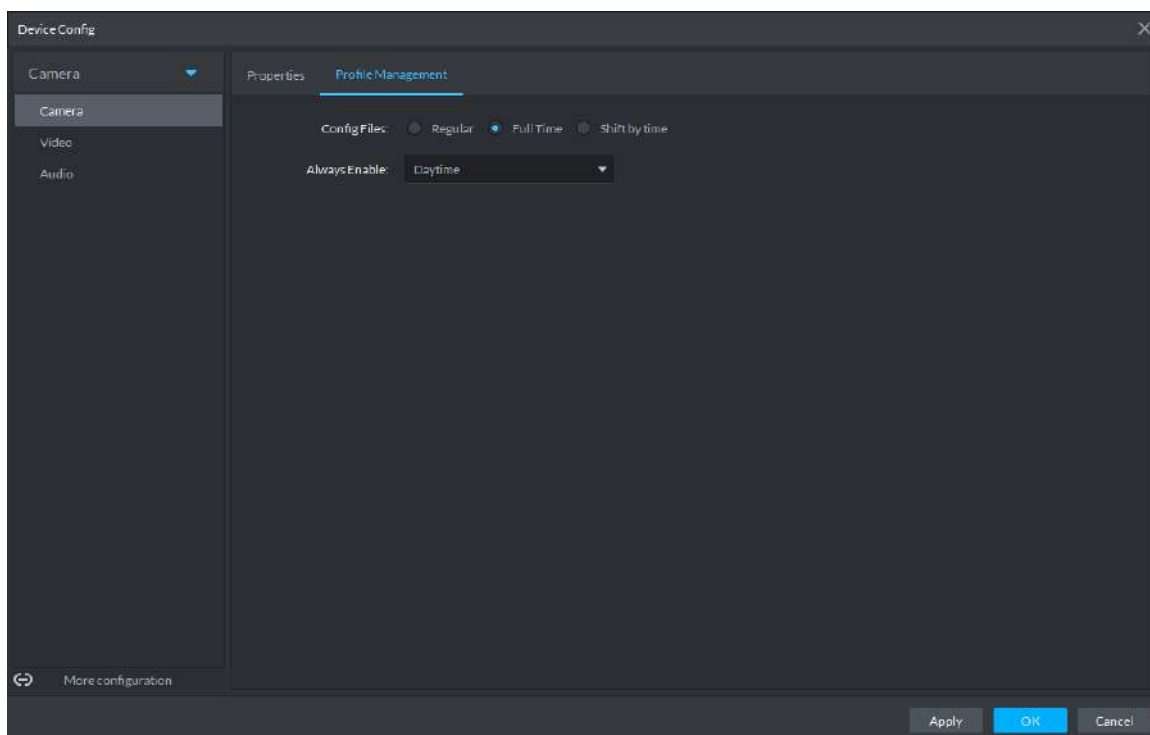 Device Config
Camera
Properties Profile Management
Camera
Config Files: Regular Full Time Shift by time
Video
Always Enable: Daytime
Audio
More configuration
Apply OK Cancel